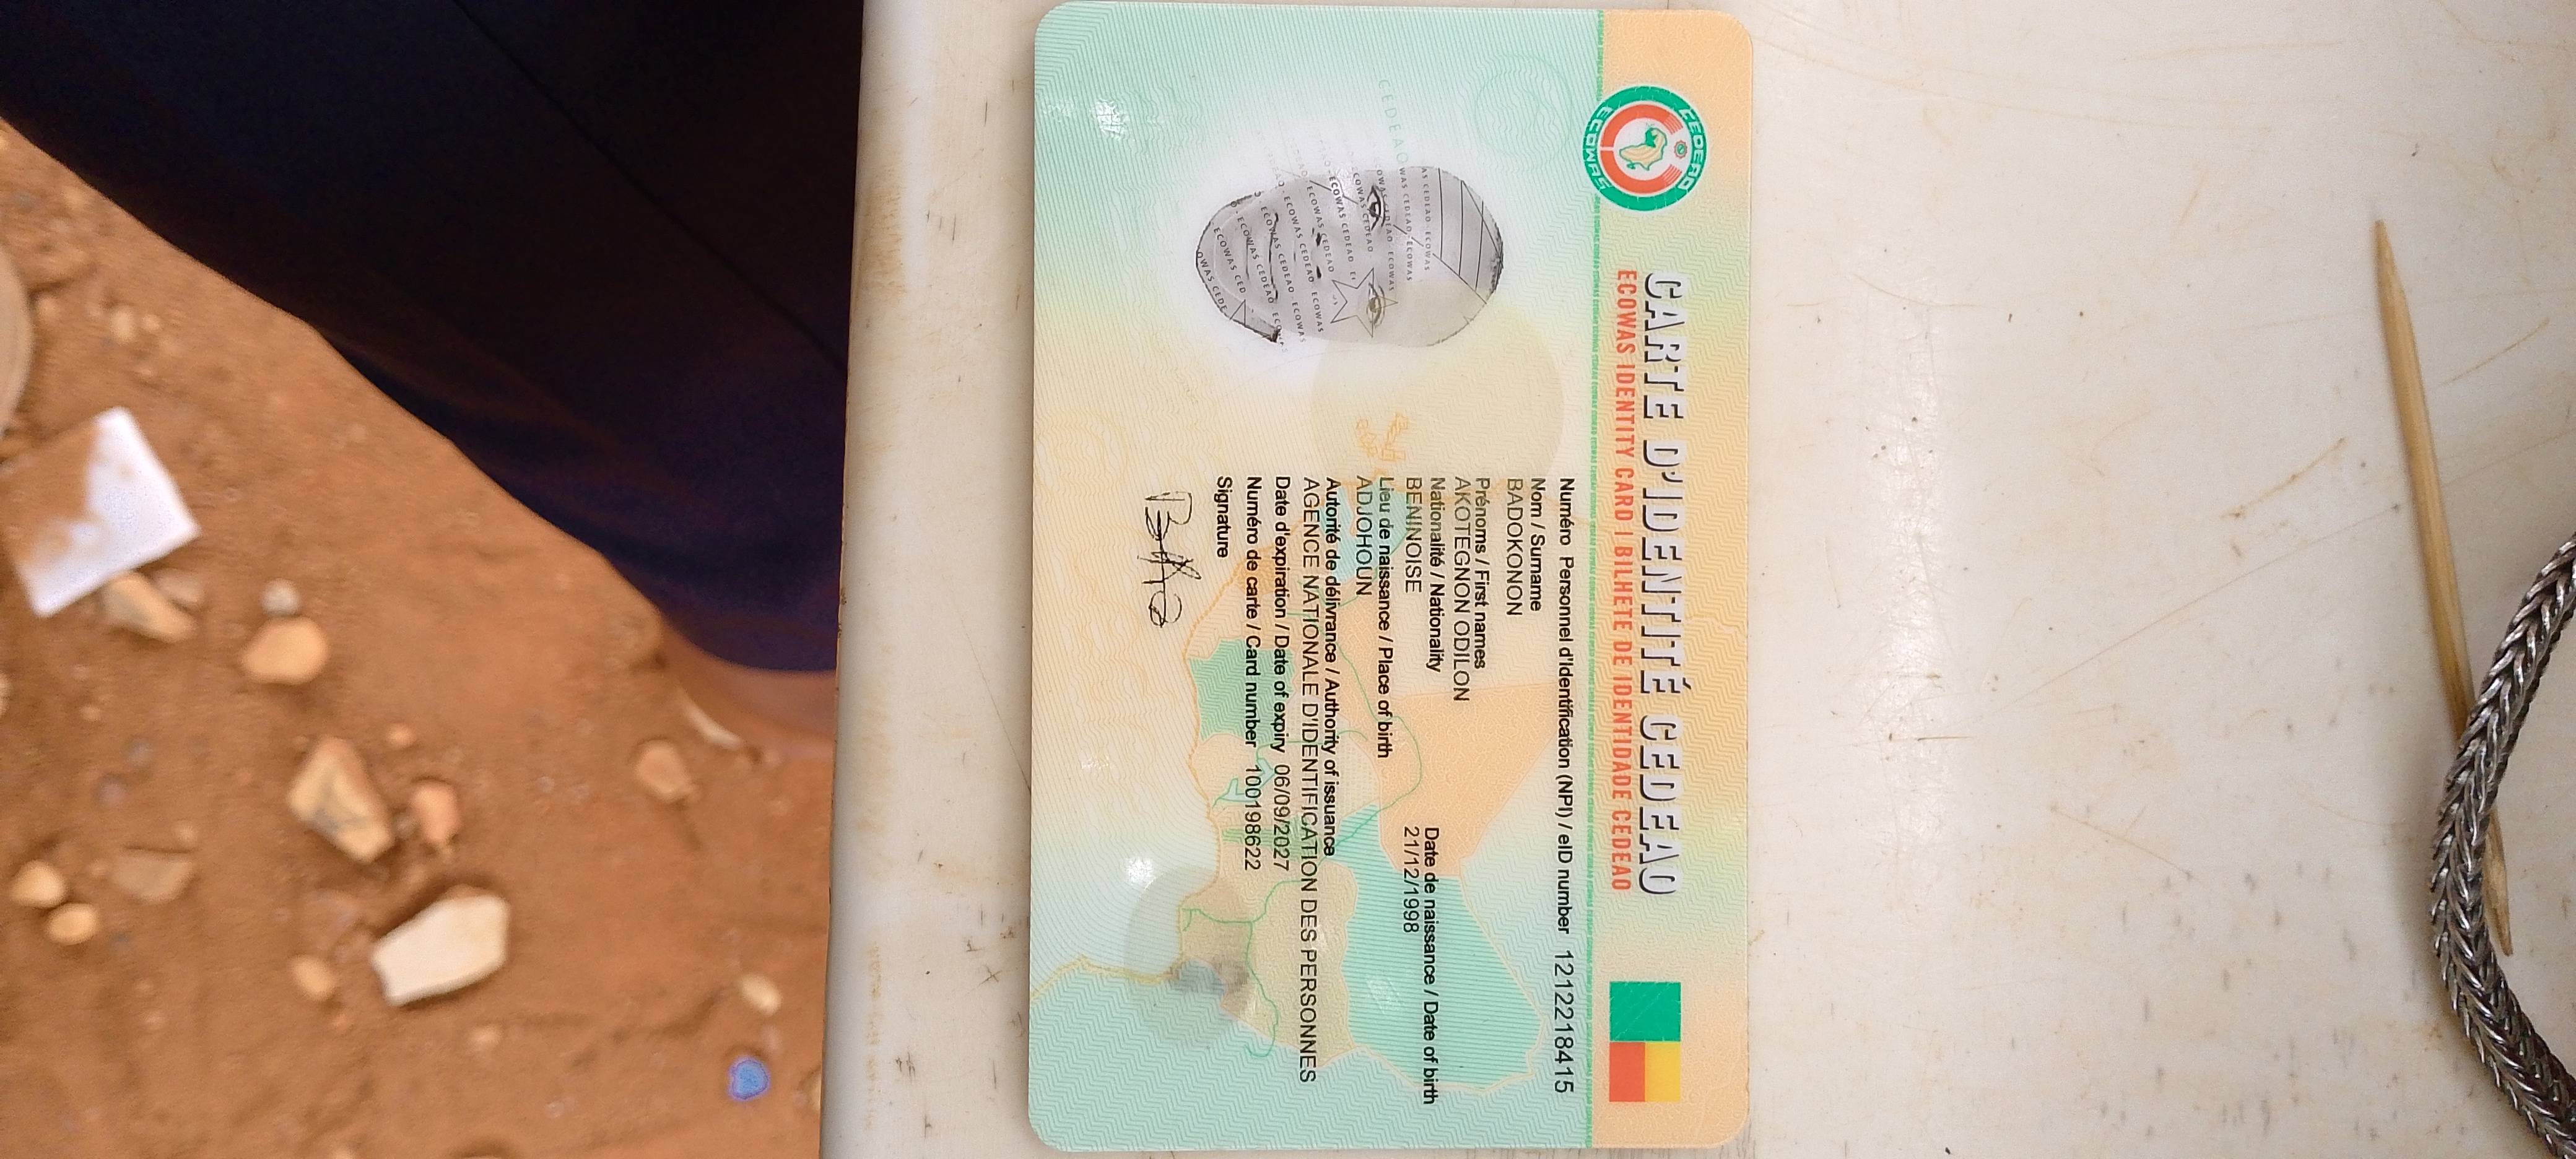 CEDEAO
ECOWAS
CARTE D'IDENTITÉ CEDEAO
ECOWAS IDENTITY CARD | BILHETE DE IDENTIDADE CEDEAO
Numéro Personnel d'Identification (NPI) / eID number 1212218415
Nom / Surname
BADOKONON
Prénoms / First names
AKOTEGNON ODILON
Nationalité / Nationality Date de naissance / Date of birth
BENINOISE 21/12/1998
Lieu de naissance / Place of birth
ADJOHOUN
Autorité de délivrance / Authority of issuance
AGENCE NATIONALE D'IDENTIFICATION DES PERSONNES
Date d'expiration / Date of expiry 06/09/2027
Numéro de carte / Card number 100198622
Signature